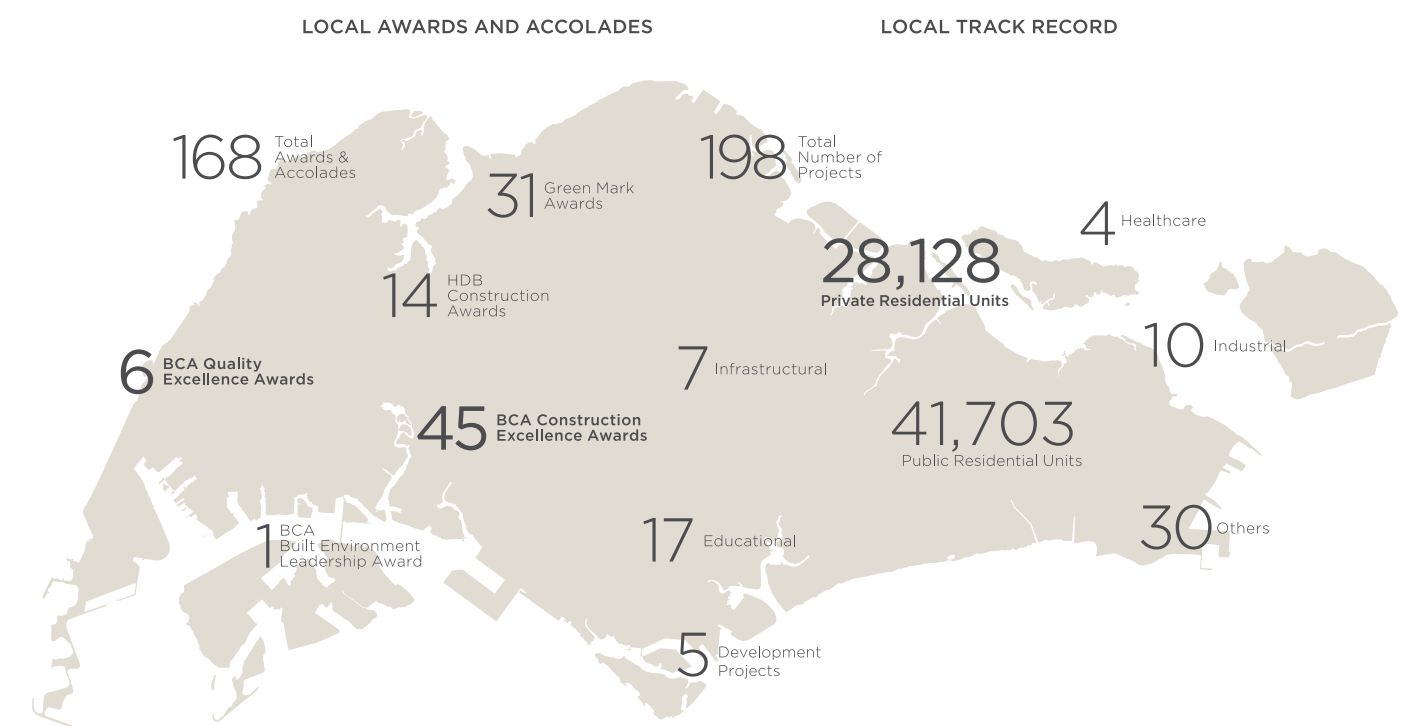 LOCAL AWARDS AND ACCOLADES
LOCAL TRACK RECORD
168
Total
Awards &
Accolades
31
Green Mark
Awards
14
HDB
Construction
Awards
6
BCA Quality
Excellence Awards
45
BCA Construction
Excellence Awards
1
BCA
Built Environment
Leadership Award
198
Total
Number of
Projects
4
Healthcare
28,128
Private Residential Units
10
Industrial
7
Infrastructural
41,703
Public Residential Units
17
Educational
30
Others
5
Development
Projects